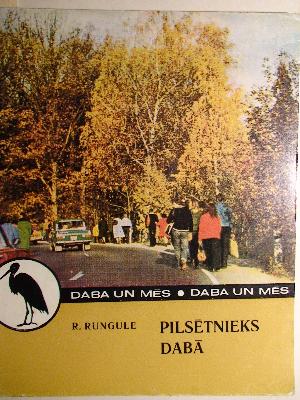 DABA UN MĒS • DABA UN MĒS
R. RUNGULE
PILSĒTNIEKS
DABĀ